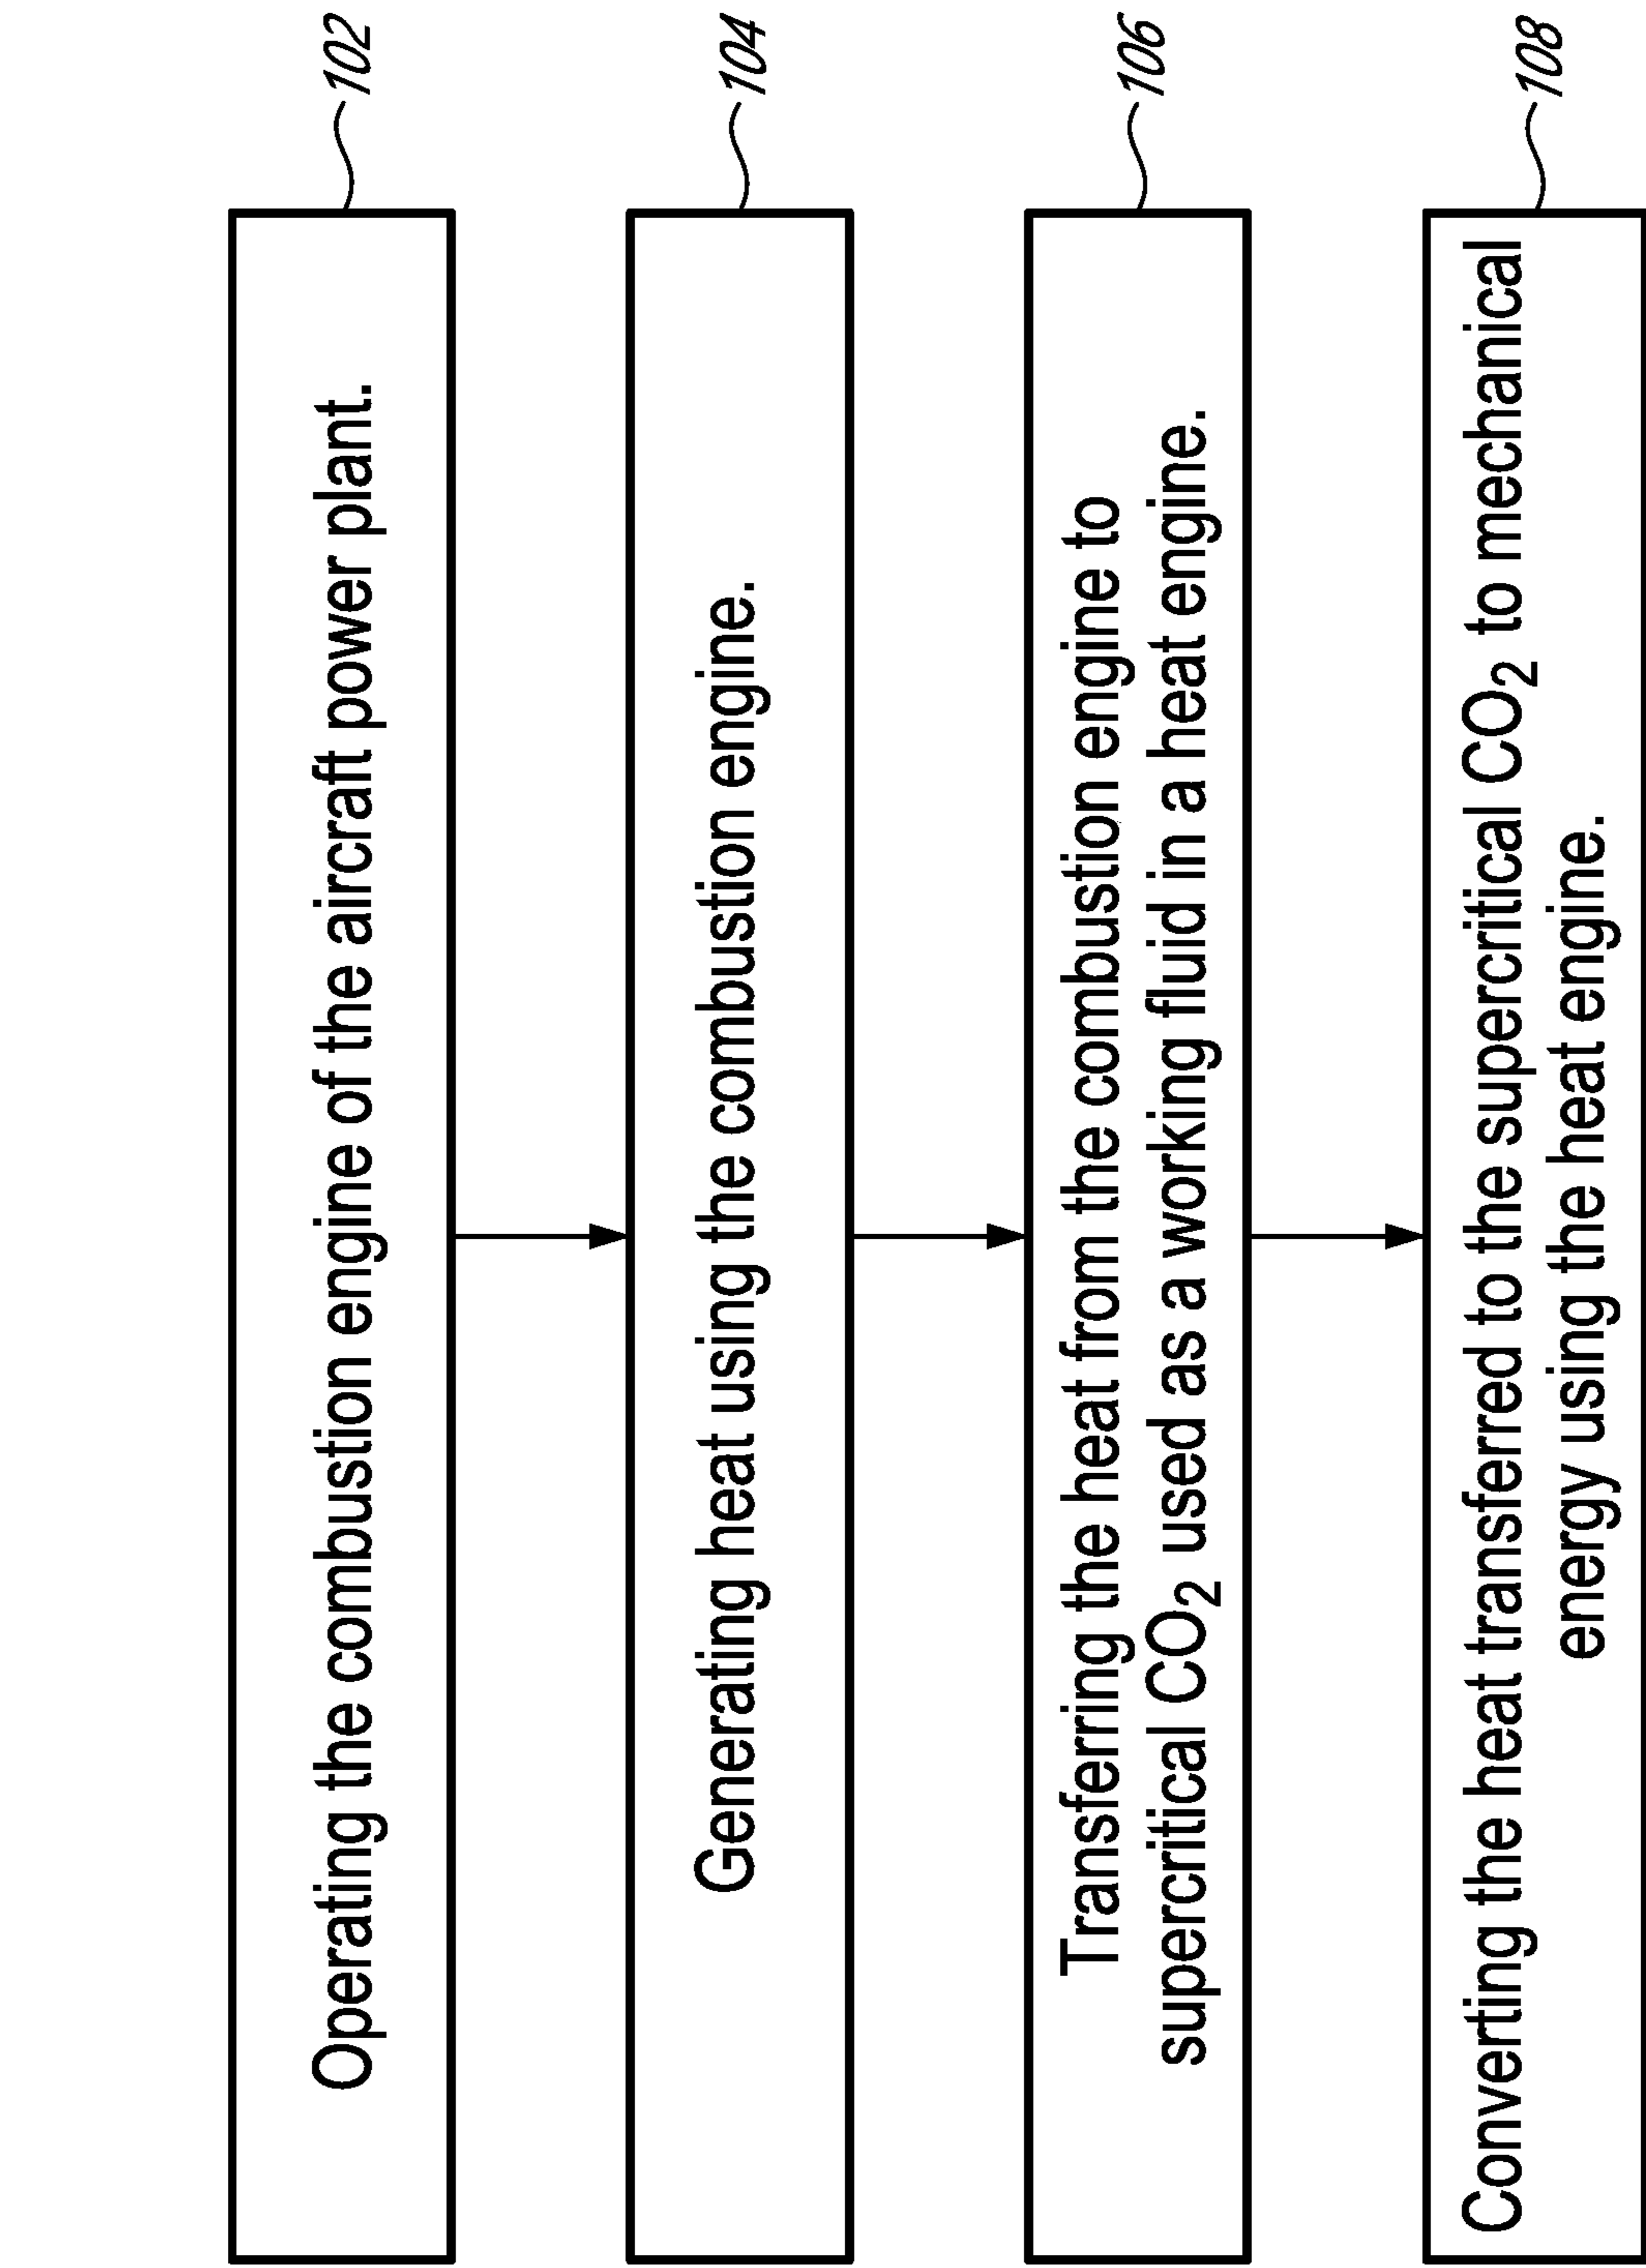 102
Operating the combustion engine of the aircraft power plant.
104
Generating heat using the combustion engine.
106
Transferring the heat from the combustion engine to
supercritical CO₂ used as a working fluid in a heat engine.
108
Converting the heat transferred to the supercritical CO₂ to mechanical
energy using the heat engine.